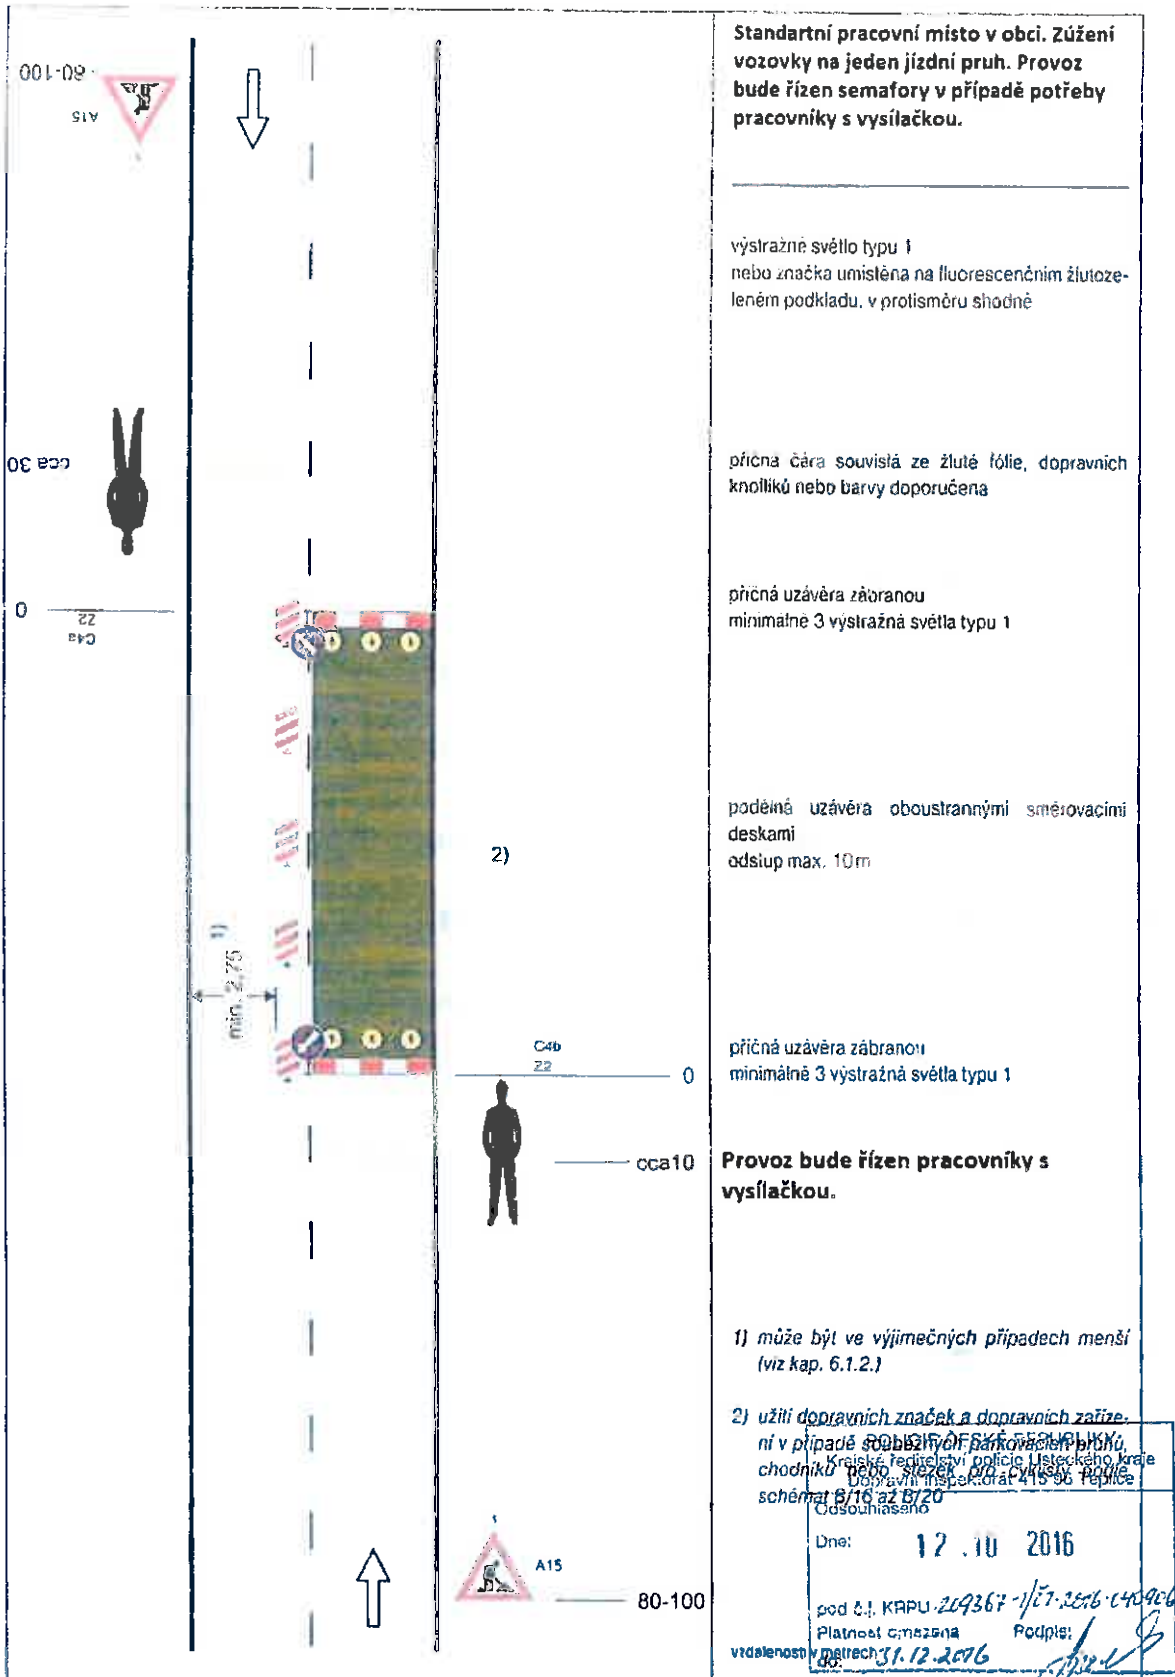 Standartní pracovní místo v obci. Zúžení
vozovky na jeden jízdní pruh. Provoz
bude řízen semafory v případě potřeby
pracovníky s vysílačkou.
80-100
A15
výstražné světlo typu 1
nebo značka umístěna na fluorescenčním žlutoze-
leném podkladu, v protisměru shodně
cca 30
příčná čára souvislá ze žluté fólie, dopravních
knoflíků nebo barvy doporučena
0
Z2
C4a
příčná uzávěra zábranou
minimálně 3 výstražná světla typu 1
podélná uzávěra oboustrannými směrovacími
deskami
odstup max. 10m
2)
1)
min. 2,75
C4b
Z2
0
příčná uzávěra zábranou
minimálně 3 výstražná světla typu 1
cca10
Provoz bude řízen pracovníky s
vysílačkou.
1) může být ve výjimečných případech menší
(viz kap. 6.1.2.)
2) užití dopravních značek a dopravních zaříze-
ní v případě souběžných parkovacích pruhů,
chodníku nebo stezek pro cyklisty podle
schémat B/16 až B/20
POLICIE ČESKÉ REPUBLIKY
Krajské ředitelství policie Ústeckého kraje
Dopravní inspektorát 415 96 Teplice
Odsouhlaseno
Dne: 12.10 2016
pod č.j. KRPU-
Platnost omezena Podpis:
do: 31.12.2016
A15
80-100
vzdálenosti v metrech